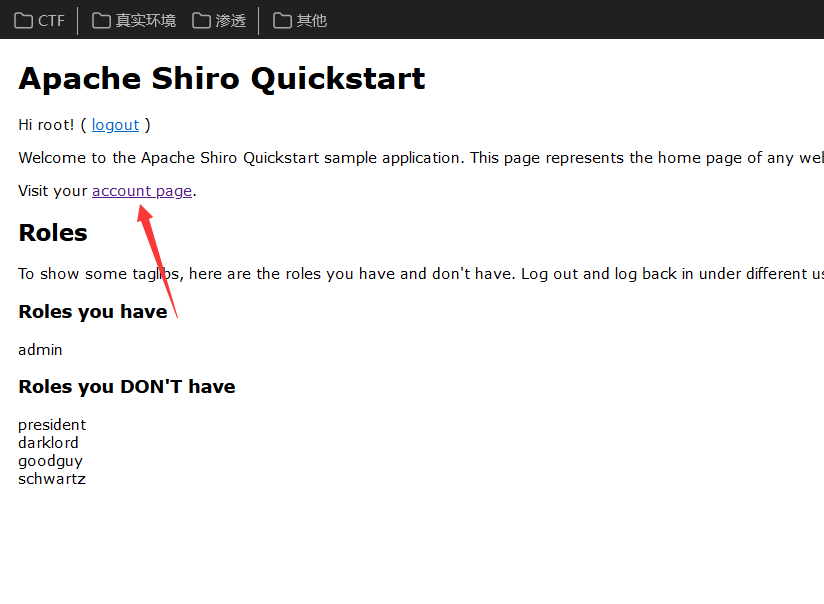 CTF 真实环境 渗透 其他
Apache Shiro Quickstart
Hi root! ( logout )
Welcome to the Apache Shiro Quickstart sample application. This page represents the home page of any
Visit your account page.
Roles
To show some taglibs, here are the roles you have and don't have. Log out and log back in under different
Roles you have
admin
Roles you DON'T have
president
darklord
goodguy
schwartz